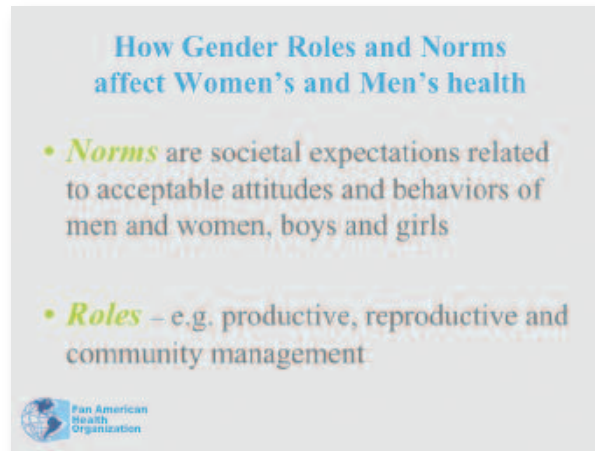 How Gender Roles and Norms
affect Women's and Men's health
• Norms are societal expectations related
to acceptable attitudes and behaviors of
men and women, boys and girls
• Roles – e.g. productive, reproductive and
community management
Pan American
Health
Organization